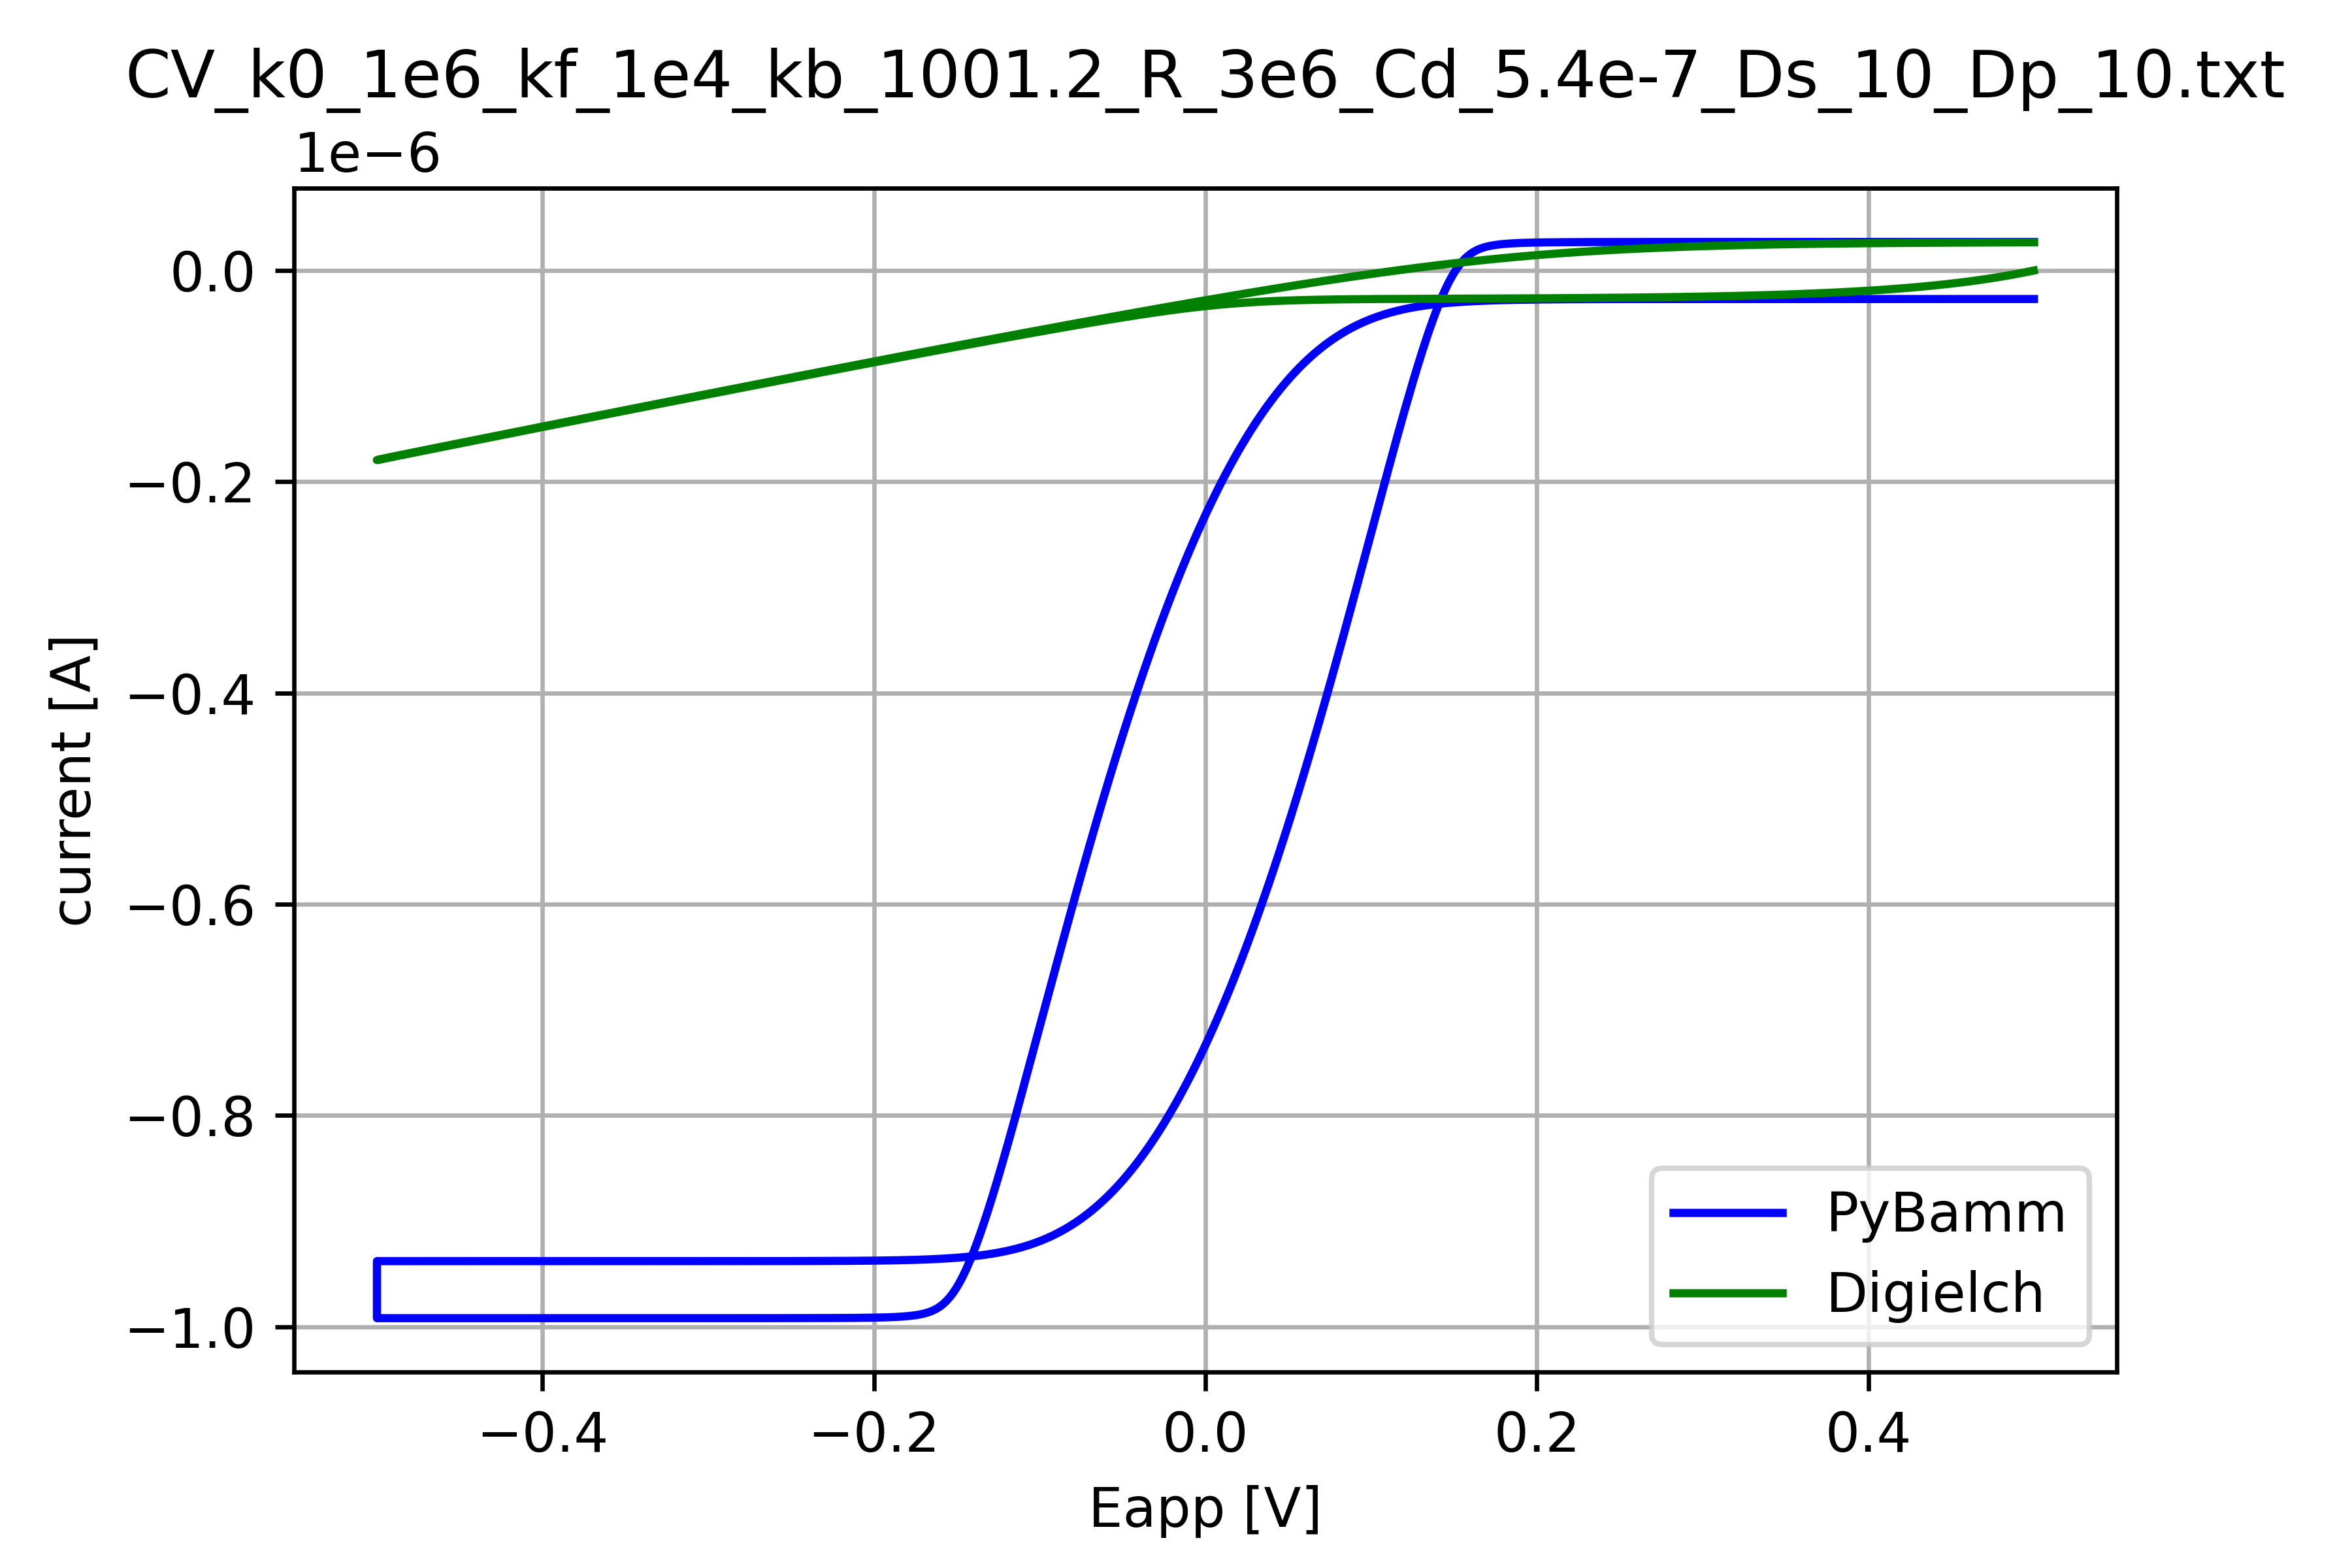 CV_k0_1e6_kf_1e4_kb_1001.2_R_3e6_Cd_5.4e-7_Ds_10_Dp_10.txt
1e−6
0.0
−0.2
−0.4
−0.6
−0.8
−1.0
current [A]
−0.4 −0.2 0.0 0.2 0.4
Eapp [V]
PyBamm
Digielch